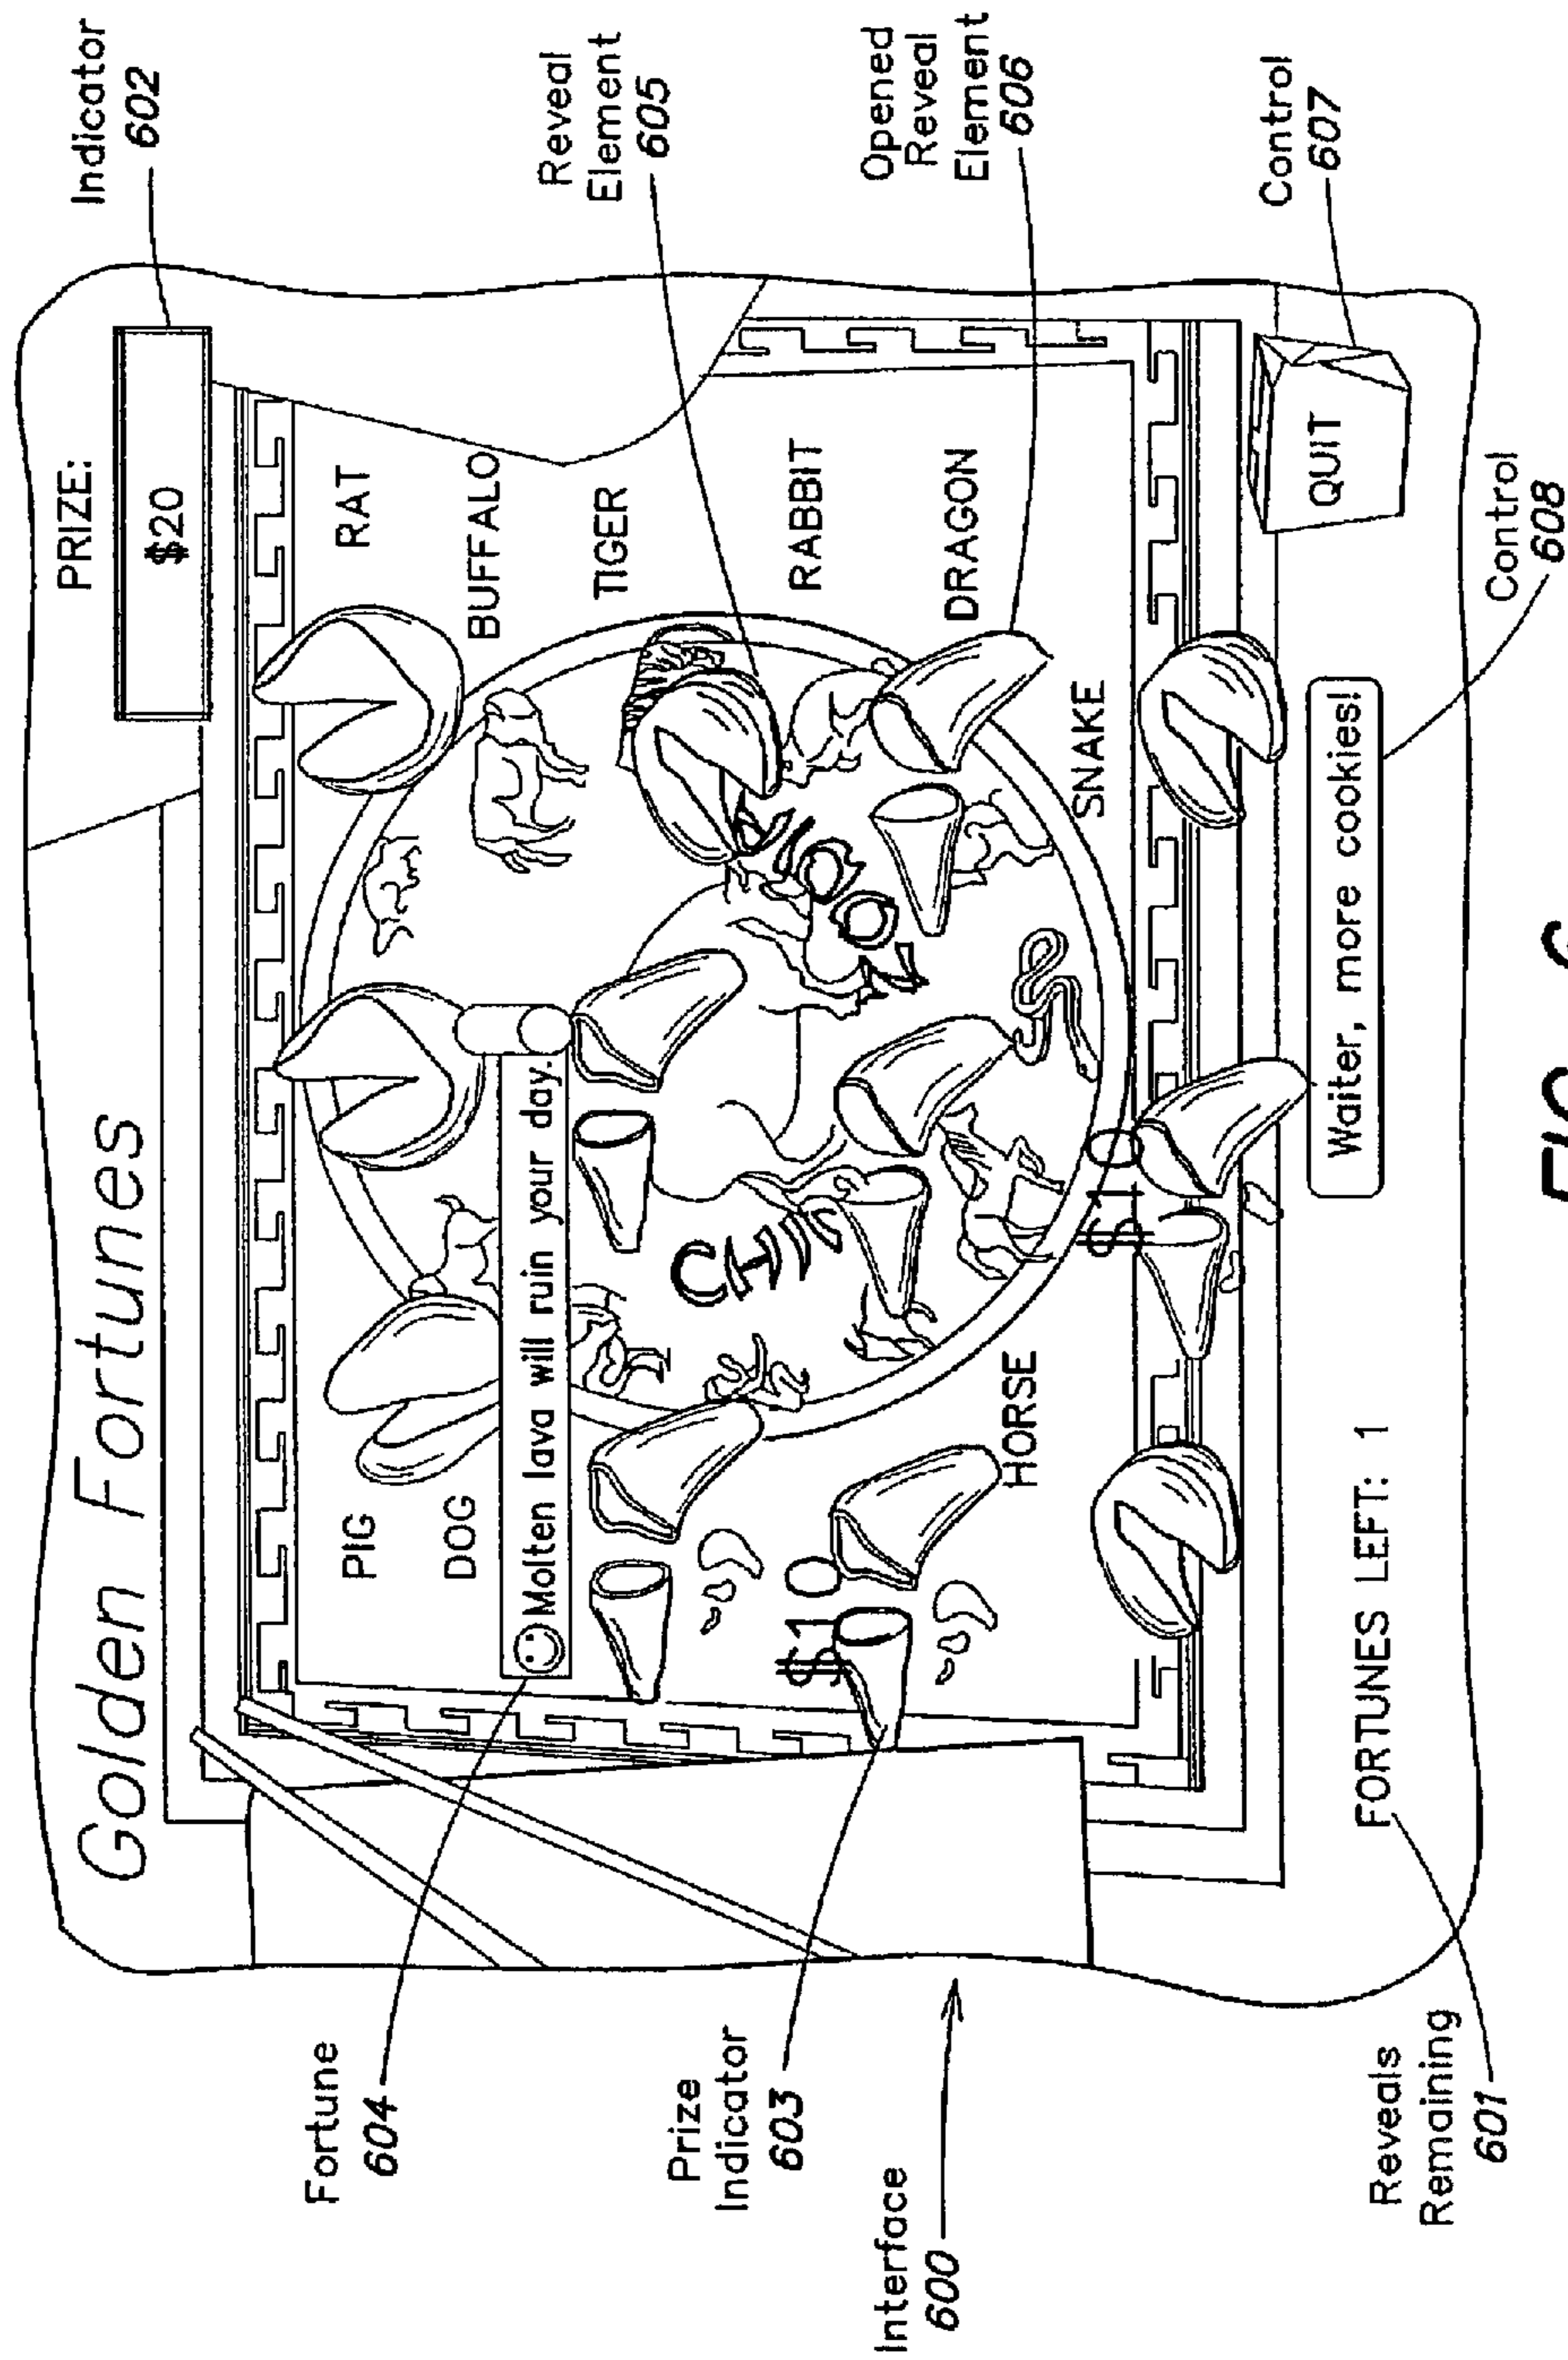 Golden Fortunes
PRIZE:
$20
Indicator
602
Fortune
604
Prize
Indicator
603
Interface
600
Reveals
Remaining
601
Reveal
Element
605
Opened
Reveal
Element
606
Control
607
Control
608
PIG
DOG
RAT
BUFFALO
TIGER
RABBIT
DRAGON
SNAKE
HORSE
Molten lava will ruin your day.
$10
$10
FORTUNES LEFT: 1
Waiter, more cookies!
QUIT